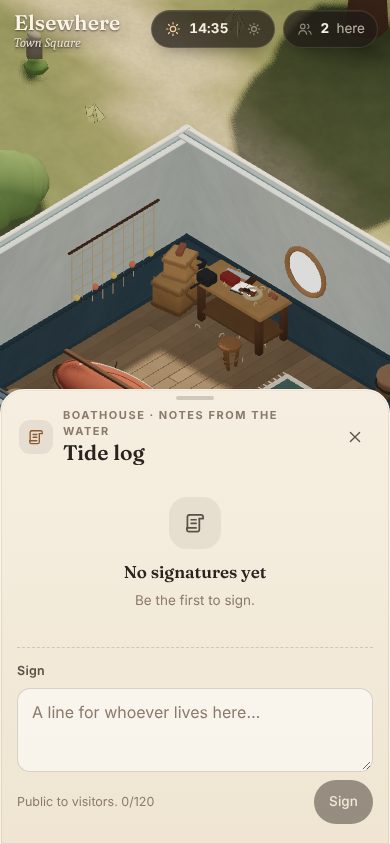 Elsewhere
Town Square
14:35
2 here
BOATHOUSE · NOTES FROM THE
WATER
Tide log
No signatures yet
Be the first to sign.
Sign
A line for whoever lives here...
Public to visitors. 0/120
Sign